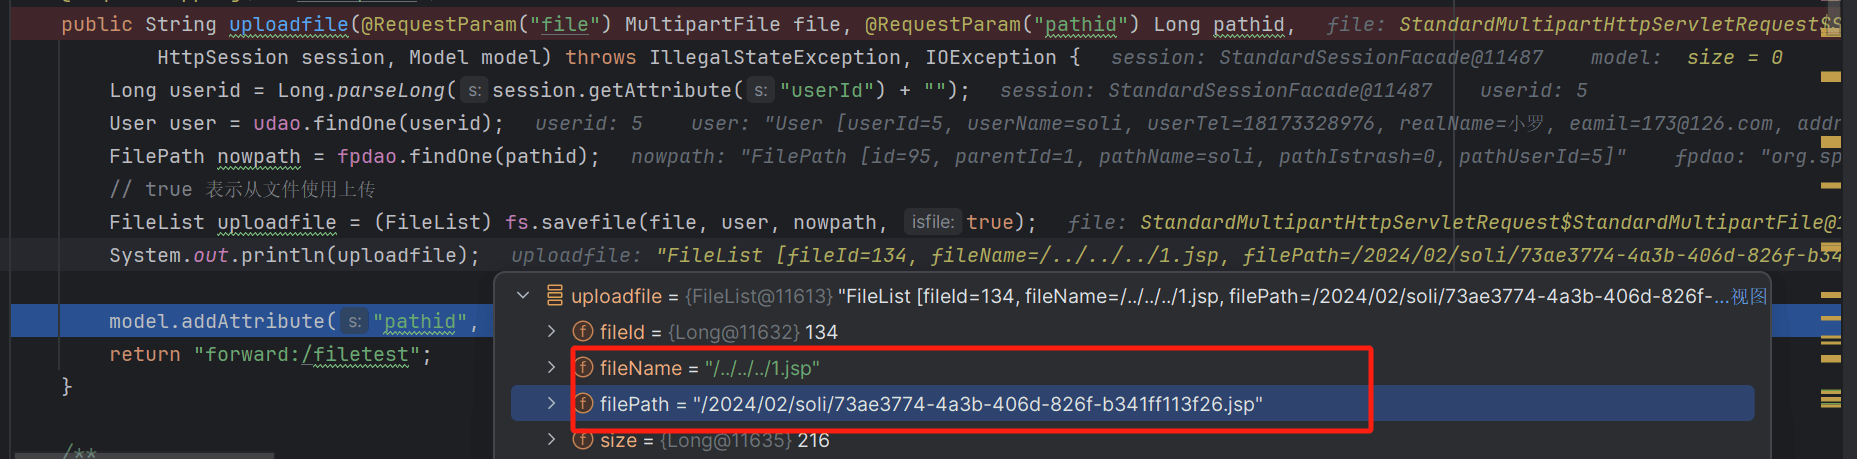 public String uploadfile(@RequestParam("file") MultipartFile file, @RequestParam("pathid") Long pathid,   file: StandardMultipartHttpServletRequest$S
HttpSession session, Model model) throws IllegalStateException, IOException {   session: StandardSessionFacade@11487   model:  size = 0
Long userid = Long.parseLong( s: session.getAttribute( s: "userId") + "");   session: StandardSessionFacade@11487   userid: 5
User user = udao.findOne(userid);   userid: 5   user: "User [userId=5, userName=soli, userTel=18173328976, realName=小罗, eamil=173@126.com, addr
FilePath nowpath = fpdao.findOne(pathid);   nowpath: "FilePath [id=95, parentId=1, pathName=soli, pathIstrash=0, pathUserId=5]"   fpdao: "org.sp
// true 表示从文件使用上传
FileList uploadfile = (FileList) fs.savefile(file, user, nowpath,  isfile: true);   file: StandardMultipartHttpServletRequest$StandardMultipartFile@1
System.out.println(uploadfile);   uploadfile: "FileList [fileId=134, fileName=/../../../1.jsp, filePath=/2024/02/soli/73ae3774-4a3b-406d-826f-b34
uploadfile = {FileList@11613} "FileList [fileId=134, fileName=/../../../1.jsp, filePath=/2024/02/soli/73ae3774-4a3b-406d-826f-...视图
model.addAttribute( s: "pathid",
fileId = {Long@11632} 134
return "forward:/filetest";
fileName = "/../../../1.jsp"
}
filePath = "/2024/02/soli/73ae3774-4a3b-406d-826f-b341ff113f26.jsp"
size = {Long@11635} 216
/**